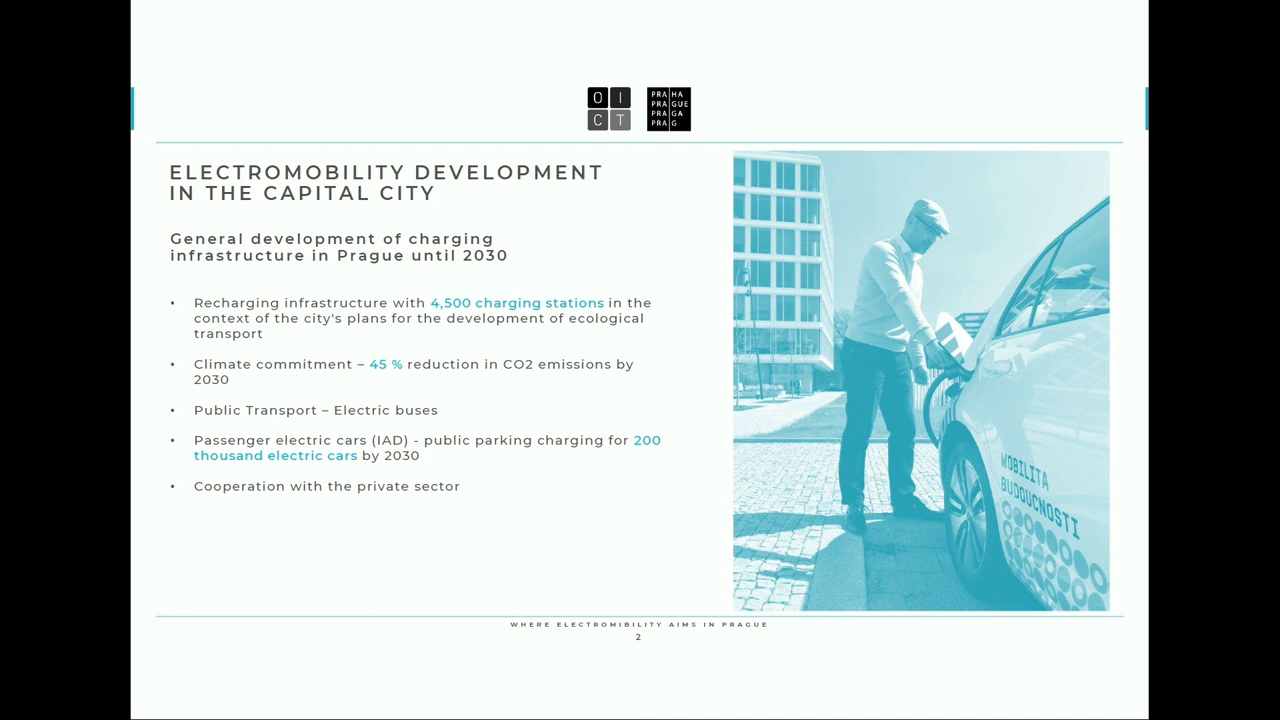 O I
C T
PRA HA
PRA GUE
PRA GA
PRA G
ELECTROMOBILITY DEVELOPMENT
IN THE CAPITAL CITY
General development of charging
infrastructure in Prague until 2030
• Recharging infrastructure with 4,500 charging stations in the
context of the city's plans for the development of ecological
transport
• Climate commitment – 45 % reduction in CO2 emissions by
2030
• Public Transport – Electric buses
• Passenger electric cars (IAD) - public parking charging for 200
thousand electric cars by 2030
• Cooperation with the private sector
MOBILITA
BUDOUCNOSTI
WHERE ELECTROMIBILITY AIMS IN PRAGUE
2